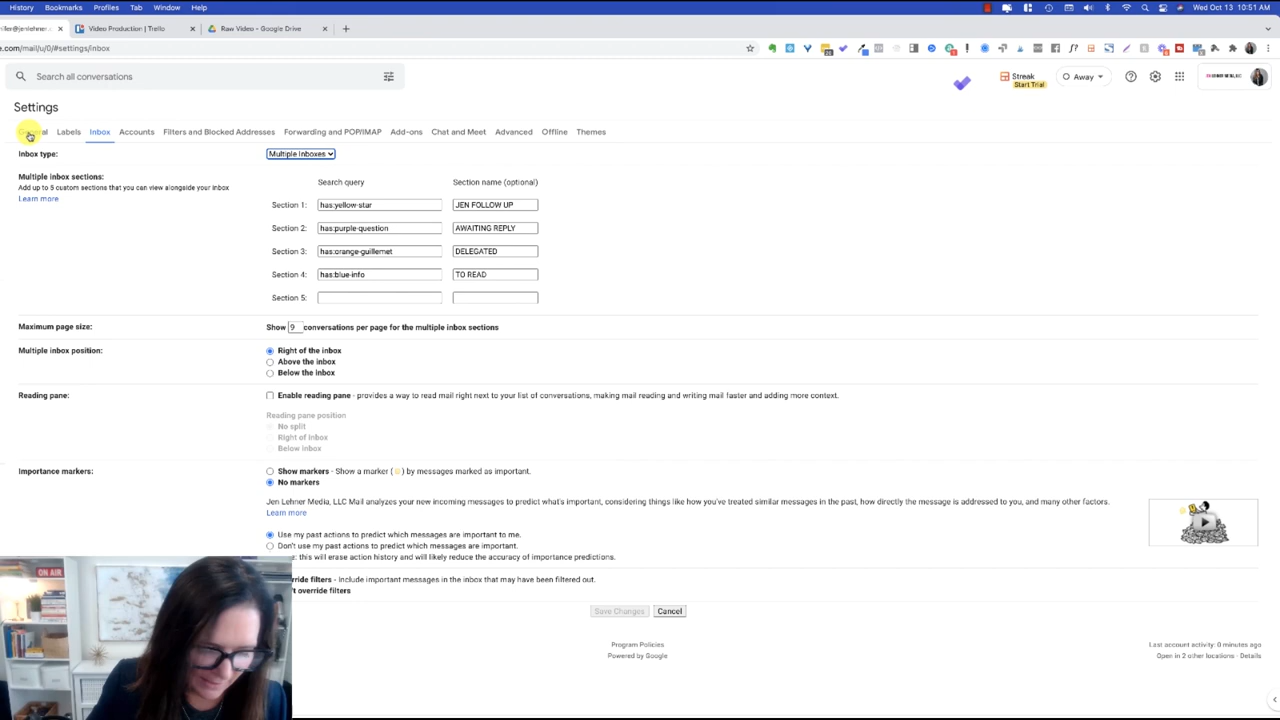 History Bookmarks Profiles Tab Window Help Wed Oct 13 10:51 AM
nifer@jenlehner... Video Production | Trello Raw Video - Google Drive
e.com/mail/u/0/#settings/inbox
Search all conversations
Streak
Start Trial
Away
Settings
General Labels Inbox Accounts Filters and Blocked Addresses Forwarding and POP/IMAP Add-ons Chat and Meet Advanced Offline Themes
Inbox type: Multiple Inboxes
Multiple inbox sections:
Add up to 5 custom sections that you can view alongside your inbox
Learn more
Search query Section name (optional)
Section 1: has:yellow-star JEN FOLLOW UP
Section 2: has:purple-question AWAITING REPLY
Section 3: has:orange-guillemet DELEGATED
Section 4: has:blue-info TO READ
Section 5:
Maximum page size: Show 9 conversations per page for the multiple inbox sections
Multiple inbox position: Right of the inbox
Above the inbox
Below the inbox
Reading pane: Enable reading pane - provides a way to read mail right next to your list of conversations, making mail reading and writing mail faster and adding more context.
Reading pane position
No split
Right of inbox
Below inbox
Importance markers: Show markers - Show a marker ( ) by messages marked as important.
No markers
Jen Lehner Media, LLC Mail analyzes your new incoming messages to predict what's important, considering things like how you've treated similar messages in the past, how directly the message is addressed to you, and many other factors.
Learn more
Use my past actions to predict which messages are important to me.
Don't use my past actions to predict which messages are important.
: this will erase action history and will likely reduce the accuracy of importance predictions.
ride filters - Include important messages in the inbox that may have been filtered out.
't override filters
Save Changes Cancel
Program Policies
Powered by Google
Last account activity: 0 minutes ago
Open in 2 other locations · Details
ON AIR